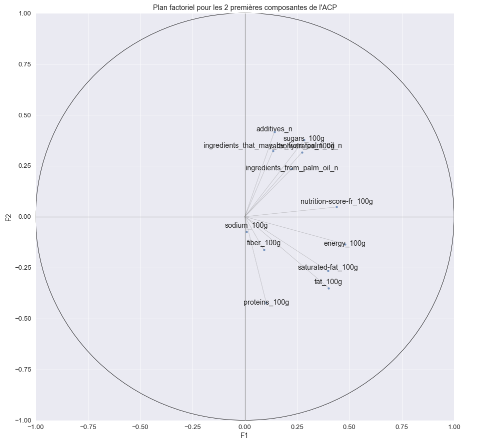 Plan factoriel pour les 2 premières composantes de l'ACP
1.00
0.75
0.50
0.25
0.00
−0.25
−0.50
−0.75
−1.00
F2
additives_n
sugars_100g
ingredients_from_palm_oil_n
nutrition-score-fr_100g
sodium_100g
fiber_100g
energy_100g
saturated-fat_100g
fat_100g
proteins_100g
−1.00 −0.75 −0.50 −0.25 0.00 0.25 0.50 0.75 1.00
F1